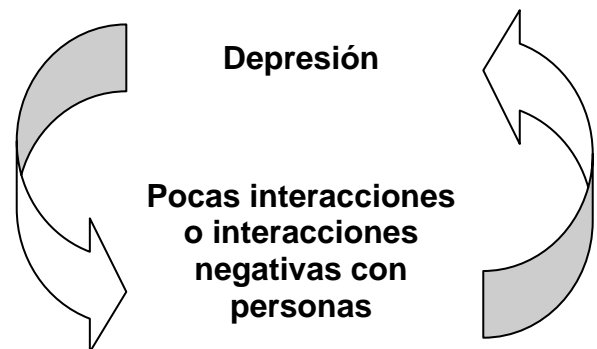 Depresión
Pocas interacciones
o interacciones
negativas con
personas